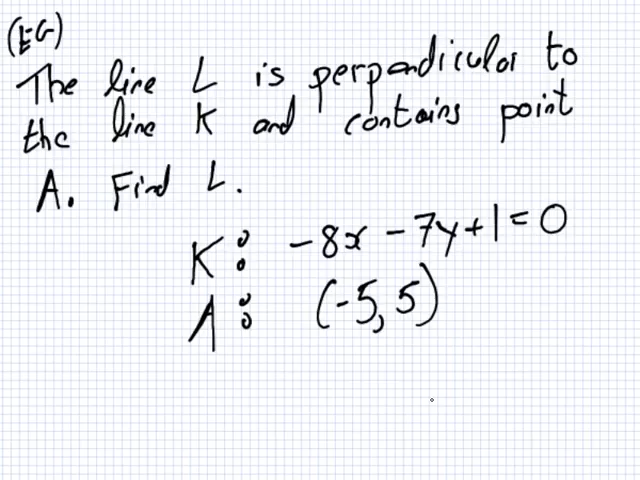 (EG)
The line L is perpendicular to
the line K and contains point
A. Find L.
K: -8x - 7y + 1 = 0
A: (-5, 5)